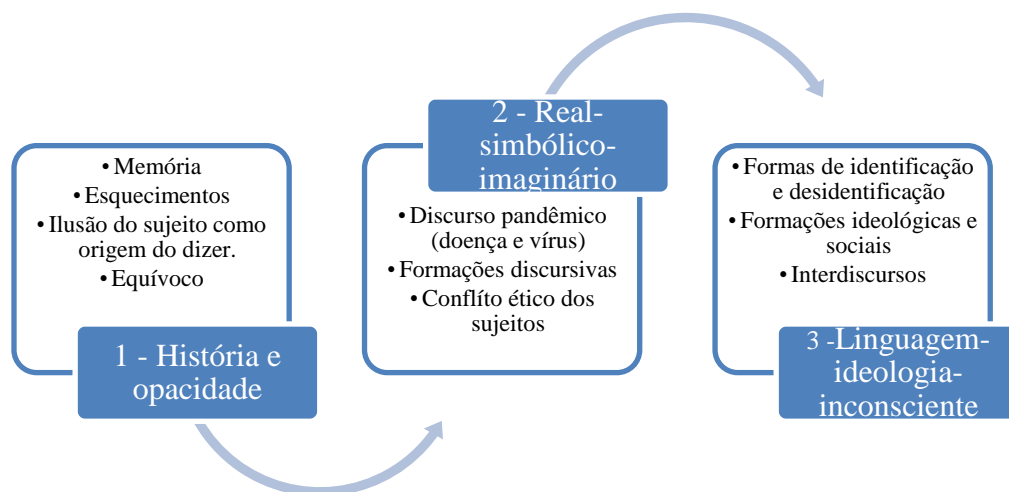 • Memória
• Esquecimentos
• Ilusão do sujeito como
origem do dizer.
• Equívoco
1 - História e
opacidade
2 - Real-
simbólico-
imaginário
• Discurso pandêmico
(doença e vírus)
• Formações discursivas
• Conflíto ético dos
sujeitos
• Formas de identificação
e desidentificação
• Formações ideológicas e
sociais
• Interdiscursos
3 -Linguagem-
ideologia-
inconsciente